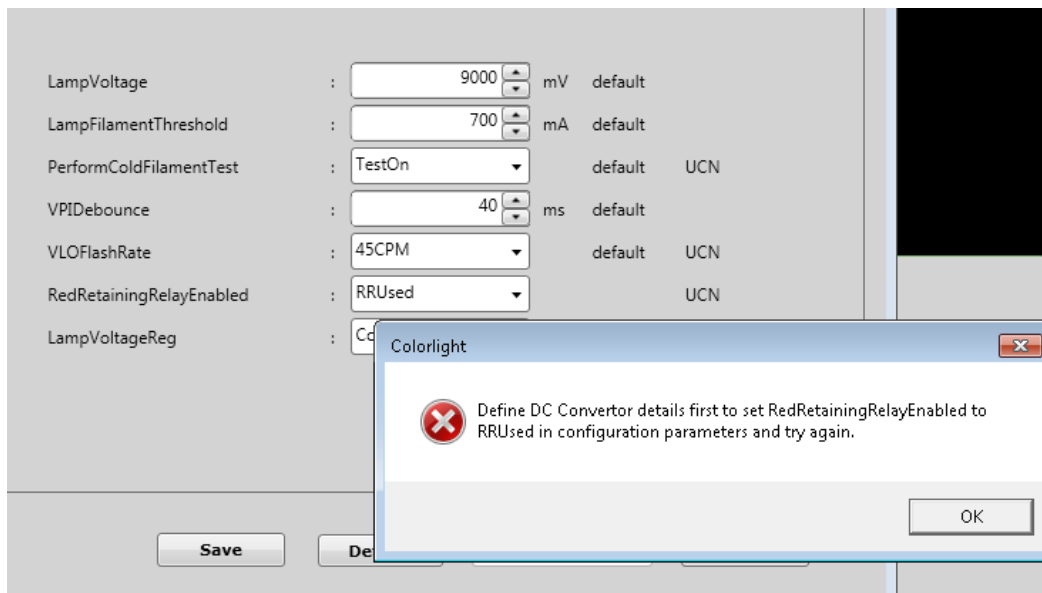 LampVoltage : 9000 mV default
LampFilamentThreshold : 700 mA default
PerformColdFilamentTest : TestOn default UCN
VPIDebounce : 40 ms default
VLOFlashRate : 45CPM default UCN
RedRetainingRelayEnabled : RRUsed UCN
LampVoltageReg :
Colorlight
Define DC Convertor details first to set RedRetainingRelayEnabled to
RRUsed in configuration parameters and try again.
OK
Save